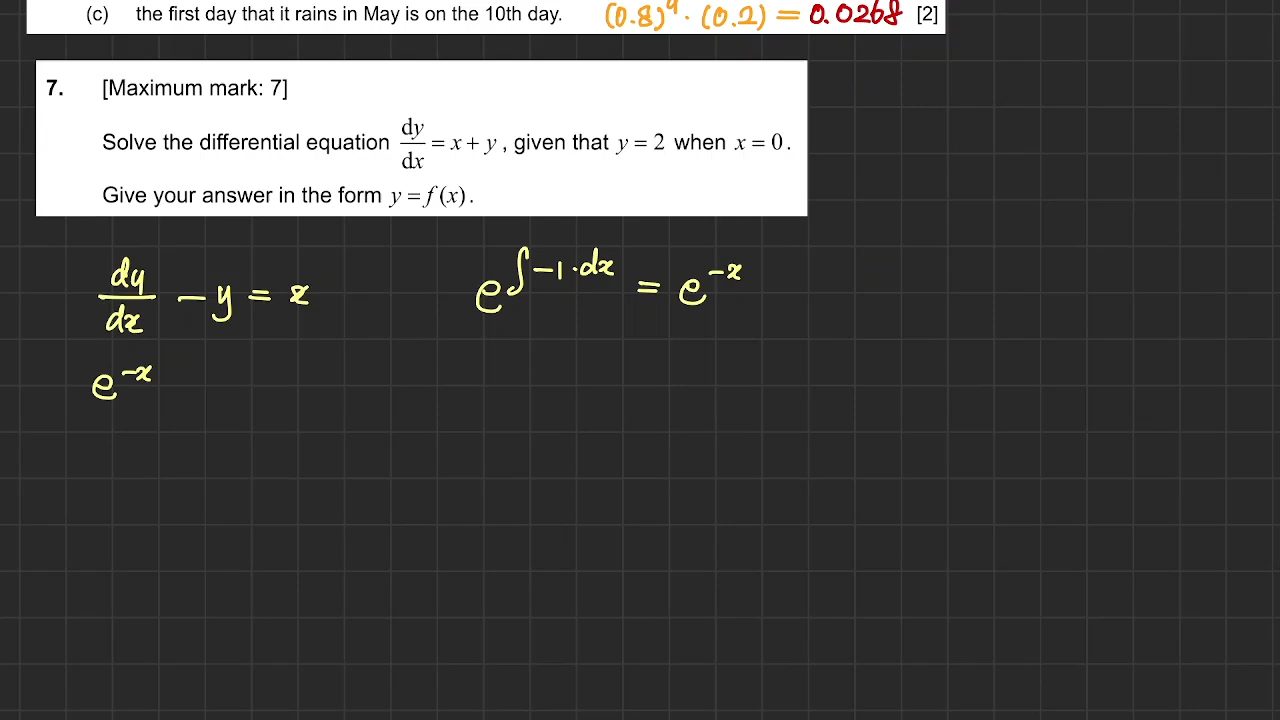 (c) the first day that it rains in May is on the 10th day. (0.8)⁹ · (0.2) = 0.0268 [2]
7. [Maximum mark: 7]
Solve the differential equation dy/dx = x + y, given that y = 2 when x = 0.
Give your answer in the form y = f(x).
dy/dx − y = x e^(∫−1·dx) = e^(−x)
e^(−x)